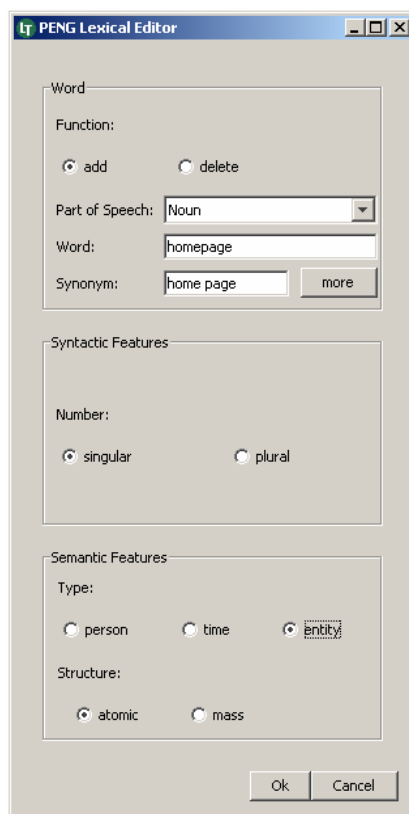 LT PENG Lexical Editor
Word
Function:
add delete
Part of Speech: Noun
Word: homepage
Synonym: home page more
Syntactic Features
Number:
singular plural
Semantic Features
Type:
person time entity
Structure:
atomic mass
Ok Cancel